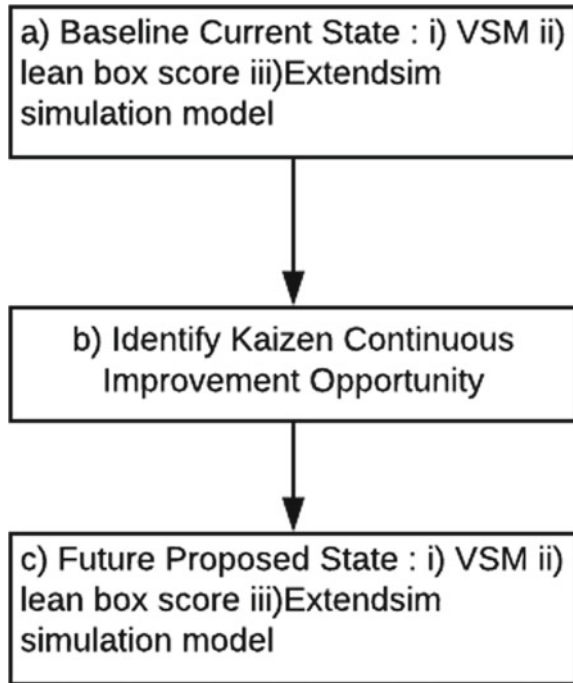 a) Baseline Current State : i) VSM ii)
lean box score iii)Extendsim
simulation model
b) Identify Kaizen Continuous
Improvement Opportunity
c) Future Proposed State : i) VSM ii)
lean box score iii)Extendsim
simulation model